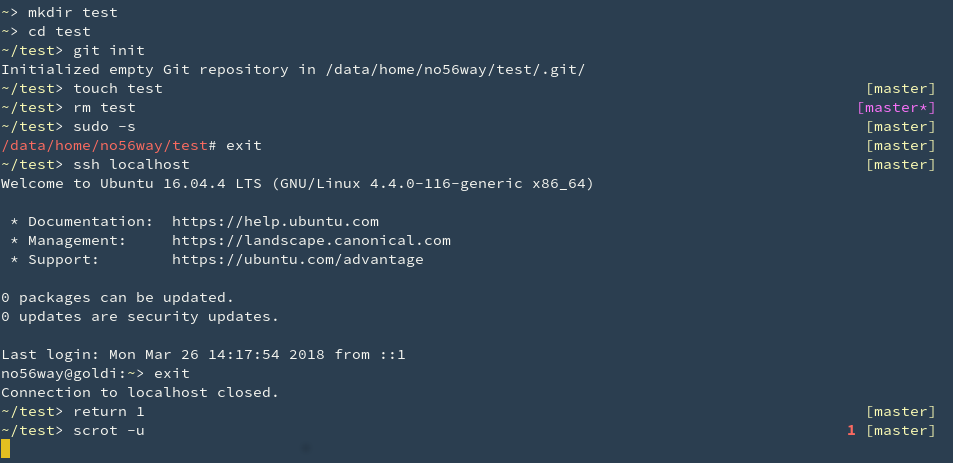 ~> mkdir test
~> cd test
~/test> git init
Initialized empty Git repository in /data/home/no56way/test/.git/
~/test> touch test [master]
~/test> rm test [master*]
~/test> sudo -s [master]
/data/home/no56way/test# exit [master]
~/test> ssh localhost [master]
Welcome to Ubuntu 16.04.4 LTS (GNU/Linux 4.4.0-116-generic x86_64)
* Documentation: https://help.ubuntu.com
* Management: https://landscape.canonical.com
* Support: https://ubuntu.com/advantage
0 packages can be updated.
0 updates are security updates.
Last login: Mon Mar 26 14:17:54 2018 from ::1
no56way@goldi:~> exit
Connection to localhost closed.
~/test> return 1 [master]
~/test> scrot -u 1 [master]